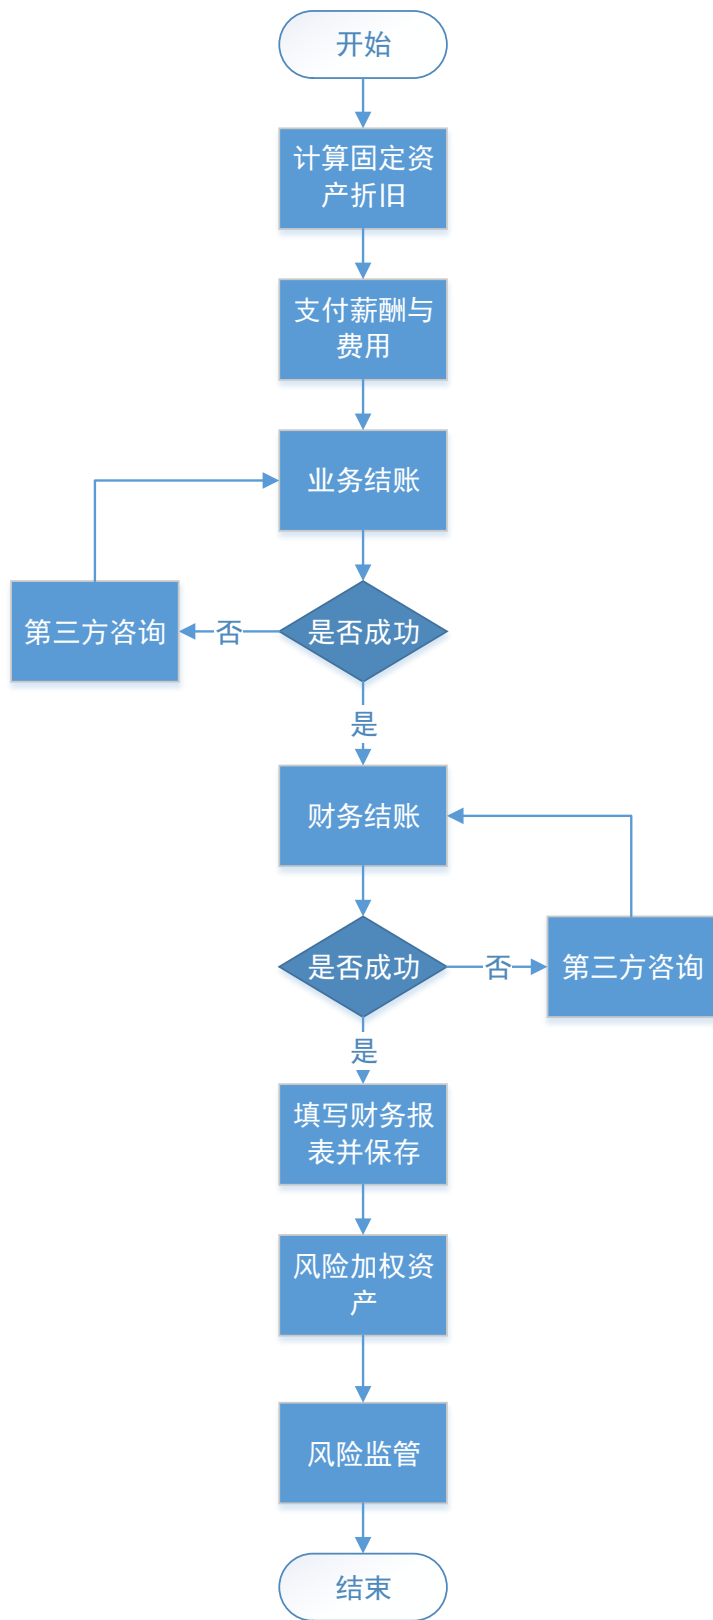 开始
计算固定资
产折旧
支付薪酬与
费用
业务结账
第三方咨询
否
是否成功
是
财务结账
是否成功
否
第三方咨询
是
填写财务报
表并保存
风险加权资
产
风险监管
结束